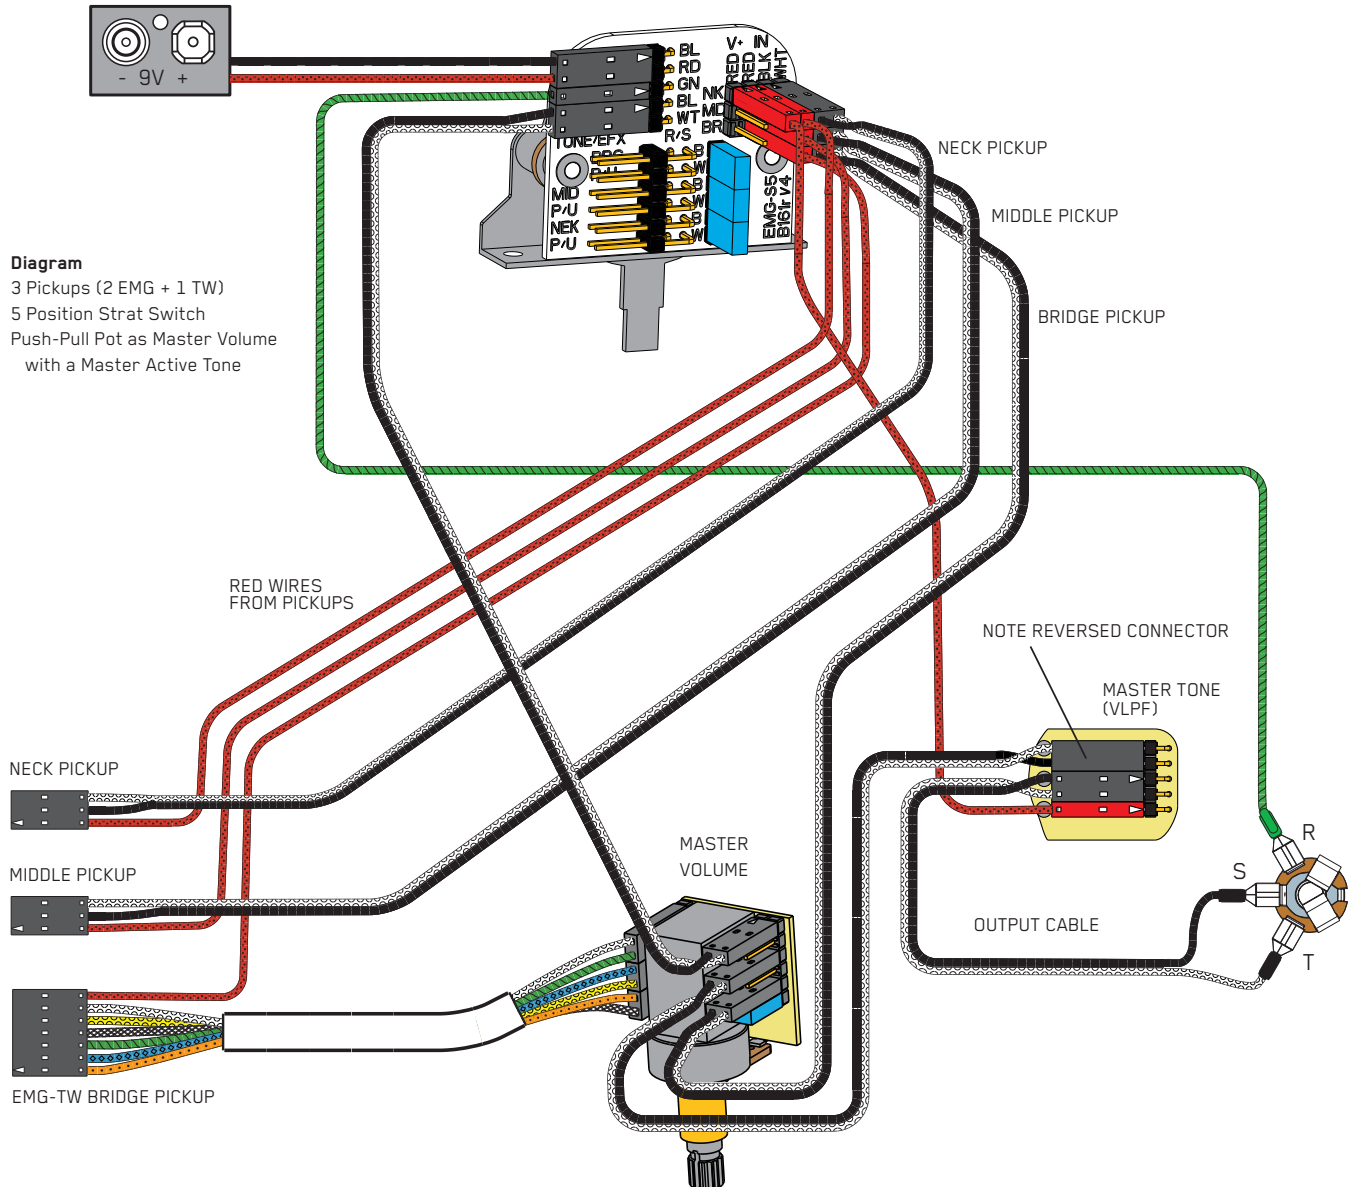 - 9V +
BL
RD
GN
BL
WT
R/S
TONE/EFX
B
W
B
W
B
W
MID
P/U
NEK
P/U
V+ IN
RED
RED
BLK
WHT
NK
MD
BR
EMG-S5
B161r v4
NECK PICKUP
MIDDLE PICKUP
BRIDGE PICKUP
Diagram
3 Pickups (2 EMG + 1 TW)
5 Position Strat Switch
Push-Pull Pot as Master Volume
with a Master Active Tone
RED WIRES
FROM PICKUPS
NOTE REVERSED CONNECTOR
MASTER TONE
(VLPF)
NECK PICKUP
MASTER
VOLUME
R
S
T
MIDDLE PICKUP
OUTPUT CABLE
EMG-TW BRIDGE PICKUP